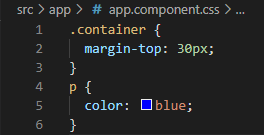 src > app > # app.component.css > ...
1 .container {
2 margin-top: 30px;
3 }
4 p {
5 color: blue;
6 }